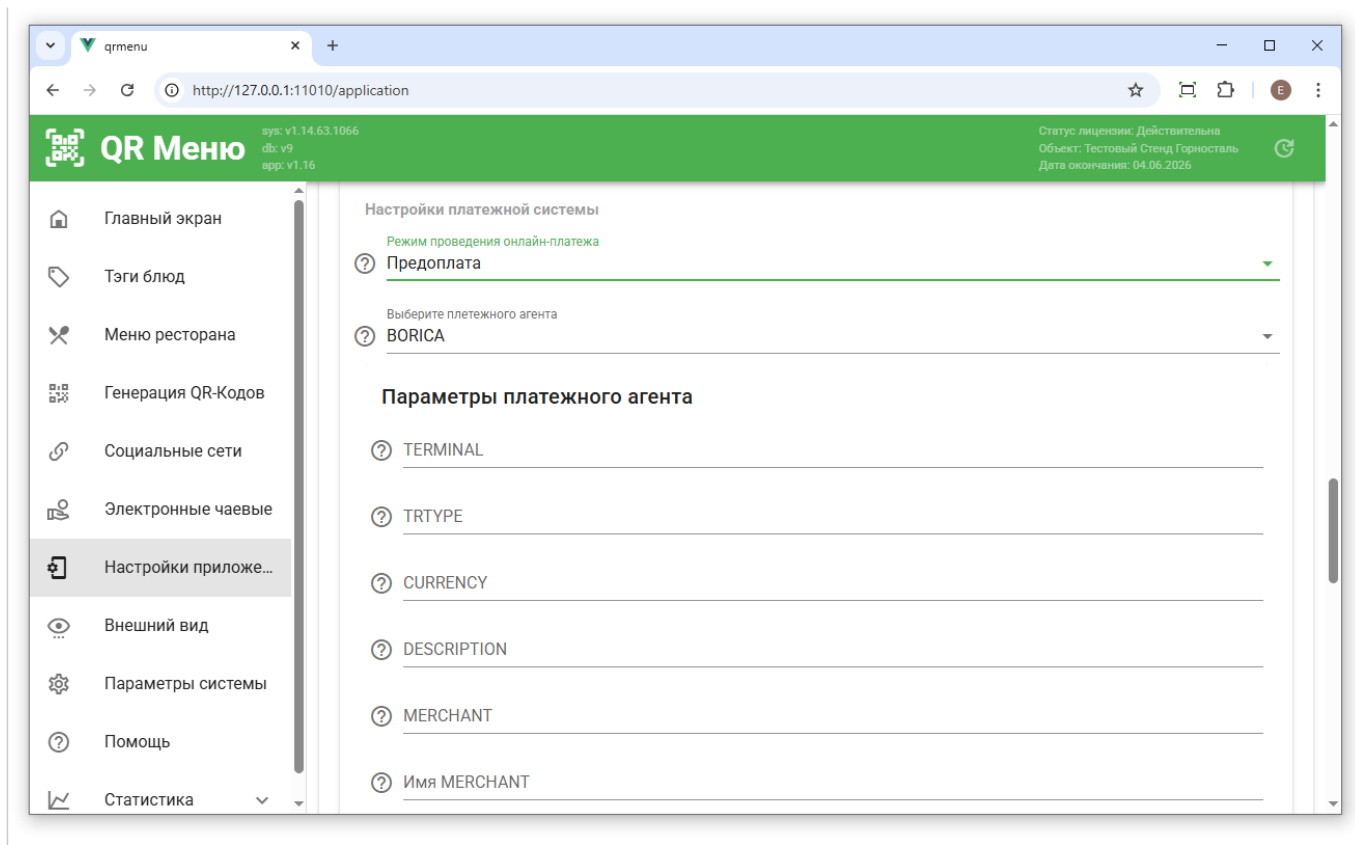 qrmenu
http://127.0.0.1:11010/application
E
QR Меню
sys: v1.14.63.1066
db: v9
app: v1.16
Статус лицензии: Действительна
Объект: Тестовый Стенд Горносталь
Дата окончания: 04.06.2026
Главный экран
Тэги блюд
Меню ресторана
Генерация QR-Кодов
Социальные сети
Электронные чаевые
Настройки приложе...
Внешний вид
Параметры системы
Помощь
Статистика
Настройки платежной системы
Режим проведения онлайн-платежа
Предоплата
Выберите плетежного агента
BORICA
Параметры платежного агента
TERMINAL
TRTYPE
CURRENCY
DESCRIPTION
MERCHANT
Имя MERCHANT